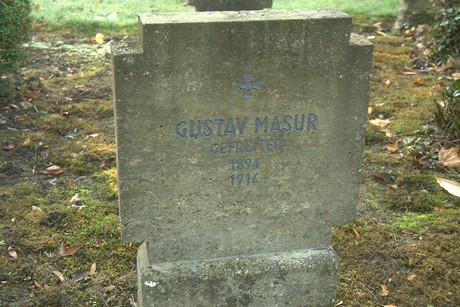 GUSTAV MASUR
GEFREITER
1894
1916